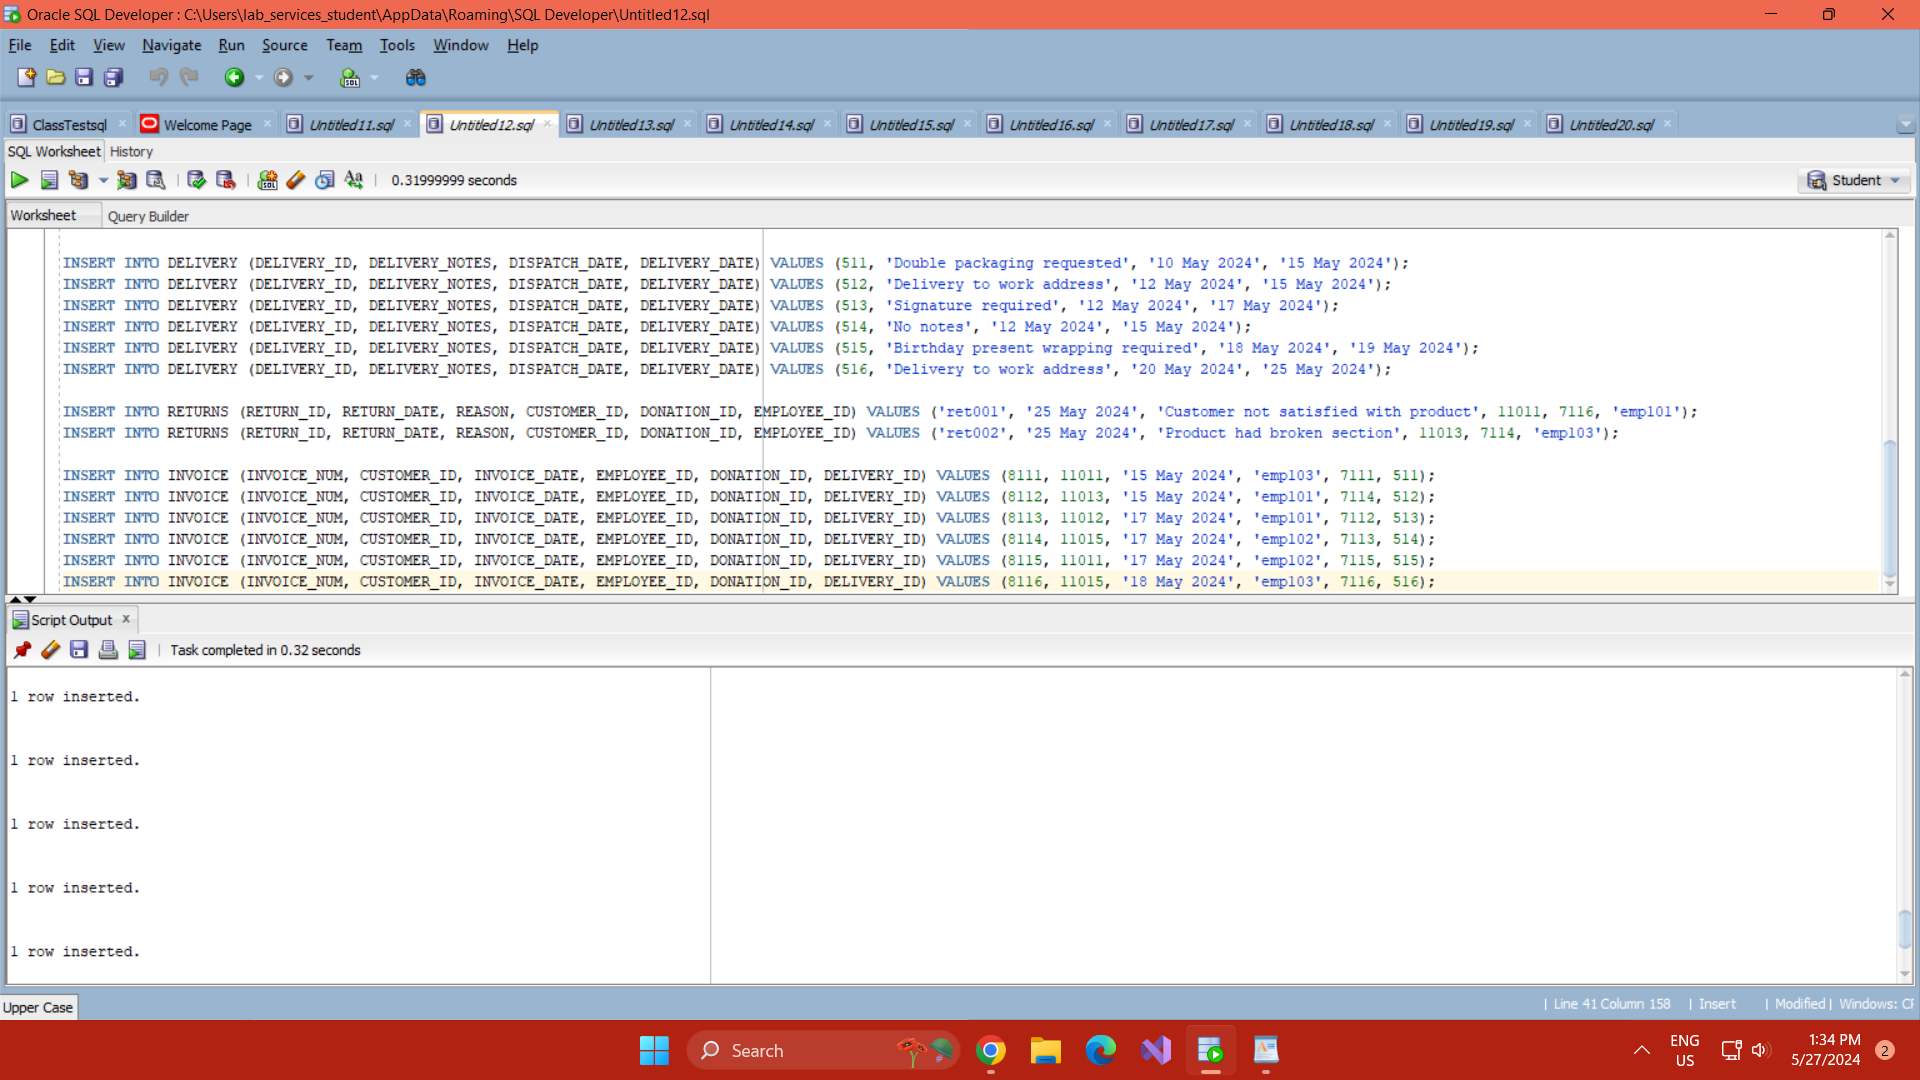 Oracle SQL Developer : C:\Users\lab_services_student\AppData\Roaming\SQL Developer\Untitled12.sql
File Edit View Navigate Run Source Team Tools Window Help
ClassTestsql Welcome Page Untitled11.sql Untitled12.sql Untitled13.sql Untitled14.sql Untitled15.sql Untitled16.sql Untitled17.sql Untitled18.sql Untitled19.sql Untitled20.sql
SQL Worksheet History
0.31999999 seconds
Student
Worksheet Query Builder
INSERT INTO DELIVERY (DELIVERY_ID, DELIVERY_NOTES, DISPATCH_DATE, DELIVERY_DATE) VALUES (511, 'Double packaging requested', '10 May 2024', '15 May 2024');
INSERT INTO DELIVERY (DELIVERY_ID, DELIVERY_NOTES, DISPATCH_DATE, DELIVERY_DATE) VALUES (512, 'Delivery to work address', '12 May 2024', '15 May 2024');
INSERT INTO DELIVERY (DELIVERY_ID, DELIVERY_NOTES, DISPATCH_DATE, DELIVERY_DATE) VALUES (513, 'Signature required', '12 May 2024', '17 May 2024');
INSERT INTO DELIVERY (DELIVERY_ID, DELIVERY_NOTES, DISPATCH_DATE, DELIVERY_DATE) VALUES (514, 'No notes', '12 May 2024', '15 May 2024');
INSERT INTO DELIVERY (DELIVERY_ID, DELIVERY_NOTES, DISPATCH_DATE, DELIVERY_DATE) VALUES (515, 'Birthday present wrapping required', '18 May 2024', '19 May 2024');
INSERT INTO DELIVERY (DELIVERY_ID, DELIVERY_NOTES, DISPATCH_DATE, DELIVERY_DATE) VALUES (516, 'Delivery to work address', '20 May 2024', '25 May 2024');
INSERT INTO RETURNS (RETURN_ID, RETURN_DATE, REASON, CUSTOMER_ID, DONATION_ID, EMPLOYEE_ID) VALUES ('ret001', '25 May 2024', 'Customer not satisfied with product', 11011, 7116, 'emp101');
INSERT INTO RETURNS (RETURN_ID, RETURN_DATE, REASON, CUSTOMER_ID, DONATION_ID, EMPLOYEE_ID) VALUES ('ret002', '25 May 2024', 'Product had broken section', 11013, 7114, 'emp103');
INSERT INTO INVOICE (INVOICE_NUM, CUSTOMER_ID, INVOICE_DATE, EMPLOYEE_ID, DONATION_ID, DELIVERY_ID) VALUES (8111, 11011, '15 May 2024', 'emp103', 7111, 511);
INSERT INTO INVOICE (INVOICE_NUM, CUSTOMER_ID, INVOICE_DATE, EMPLOYEE_ID, DONATION_ID, DELIVERY_ID) VALUES (8112, 11013, '15 May 2024', 'emp101', 7114, 512);
INSERT INTO INVOICE (INVOICE_NUM, CUSTOMER_ID, INVOICE_DATE, EMPLOYEE_ID, DONATION_ID, DELIVERY_ID) VALUES (8113, 11012, '17 May 2024', 'emp101', 7112, 513);
INSERT INTO INVOICE (INVOICE_NUM, CUSTOMER_ID, INVOICE_DATE, EMPLOYEE_ID, DONATION_ID, DELIVERY_ID) VALUES (8114, 11015, '17 May 2024', 'emp102', 7113, 514);
INSERT INTO INVOICE (INVOICE_NUM, CUSTOMER_ID, INVOICE_DATE, EMPLOYEE_ID, DONATION_ID, DELIVERY_ID) VALUES (8115, 11011, '17 May 2024', 'emp102', 7115, 515);
INSERT INTO INVOICE (INVOICE_NUM, CUSTOMER_ID, INVOICE_DATE, EMPLOYEE_ID, DONATION_ID, DELIVERY_ID) VALUES (8116, 11015, '18 May 2024', 'emp103', 7116, 516);
Script Output
Task completed in 0.32 seconds
1 row inserted.
1 row inserted.
1 row inserted.
1 row inserted.
1 row inserted.
Upper Case
Line 41 Column 158 | Insert | Modified | Windows: CF
Search
ENG
US
1:34 PM
5/27/2024
2